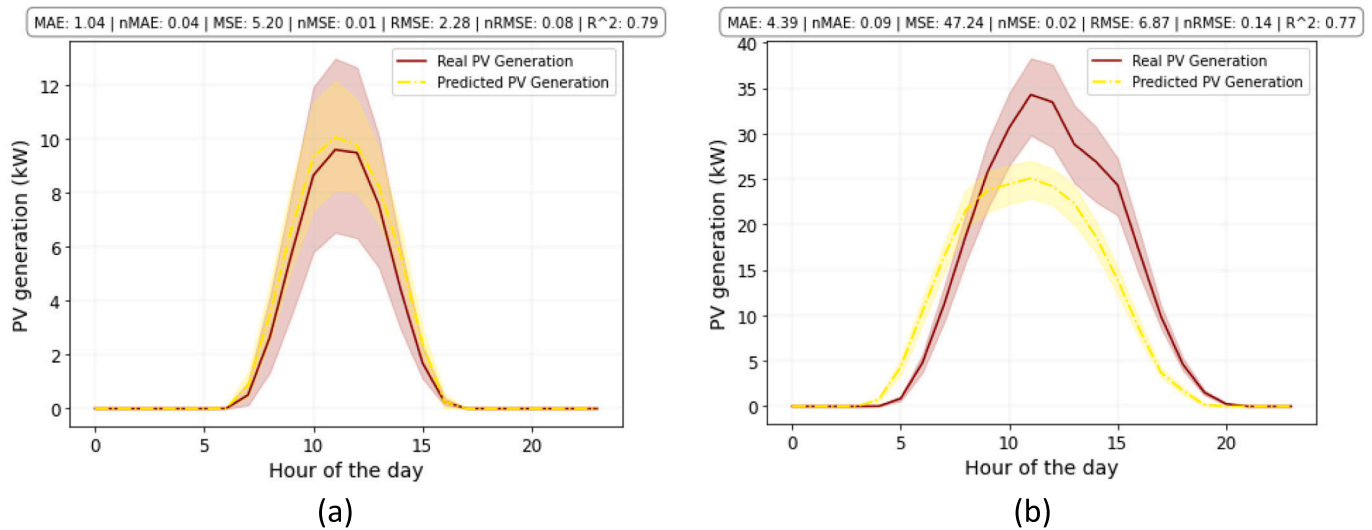 MAE: 1.04 | nMAE: 0.04 | MSE: 5.20 | nMSE: 0.01 | RMSE: 2.28 | nRMSE: 0.08 | R^2: 0.79
Real PV Generation
Predicted PV Generation
12
10
8
6
4
2
0
PV generation (kW)
0 5 10 15 20
Hour of the day
(a)
MAE: 4.39 | nMAE: 0.09 | MSE: 47.24 | nMSE: 0.02 | RMSE: 6.87 | nRMSE: 0.14 | R^2: 0.77
Real PV Generation
Predicted PV Generation
40
35
30
25
20
15
10
5
0
PV generation (kW)
0 5 10 15 20
Hour of the day
(b)